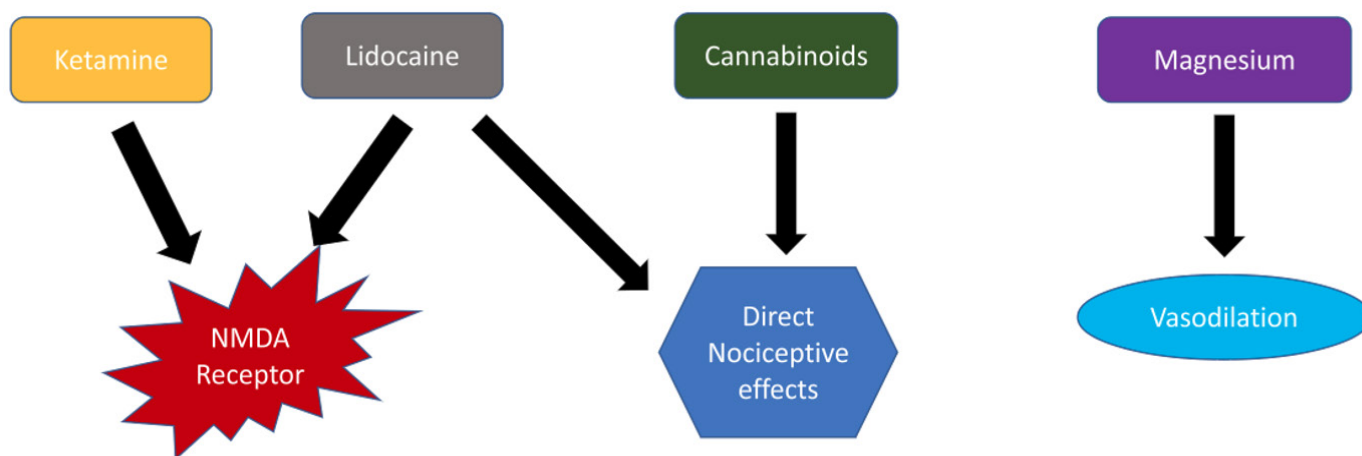 Ketamine
Lidocaine
Cannabinoids
Magnesium
NMDA
Receptor
Direct
Nociceptive
effects
Vasodilation